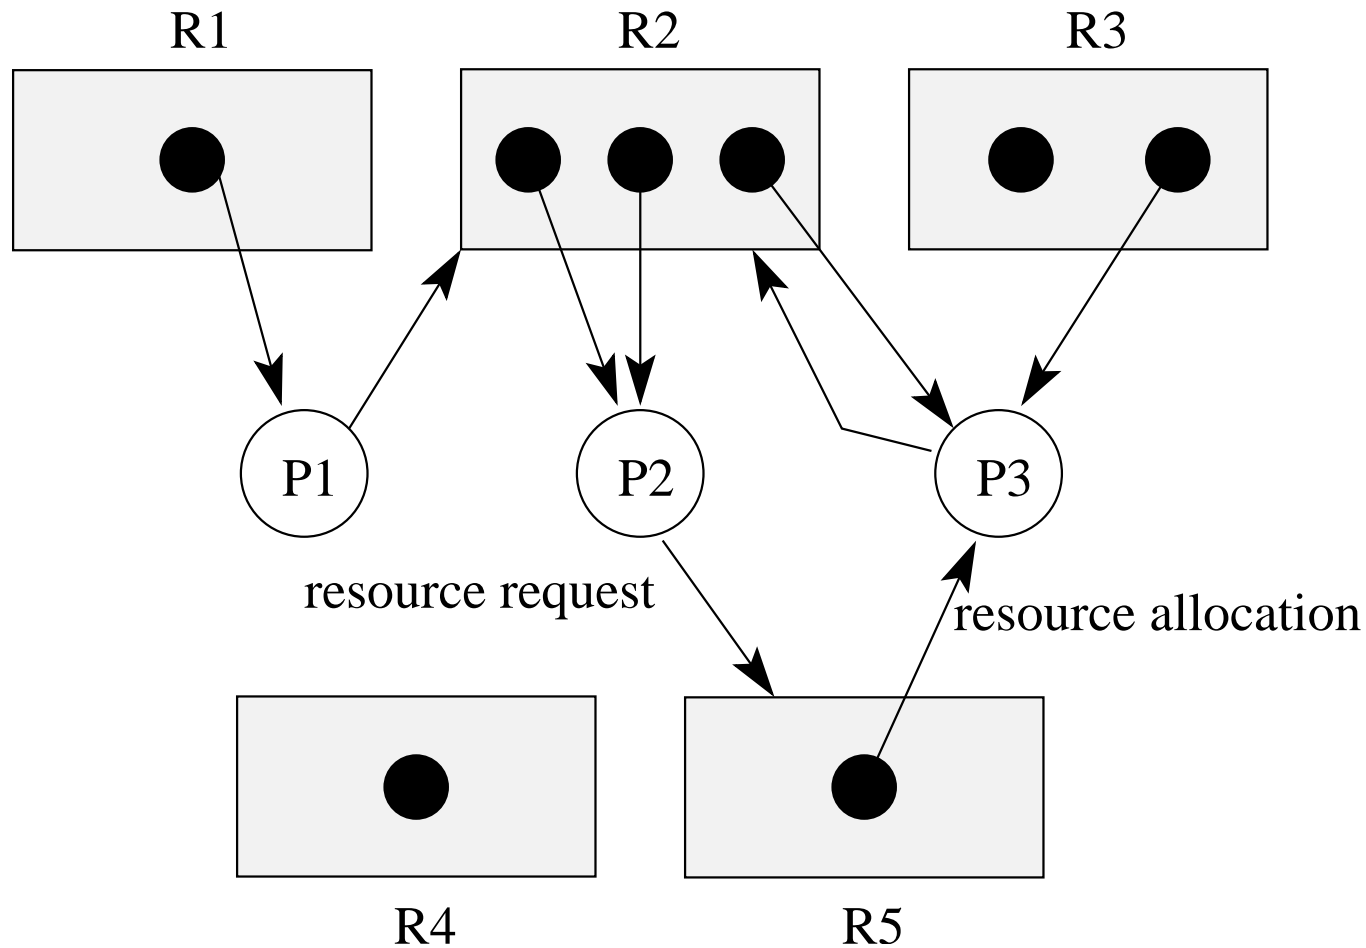 R1
R2
R3
P1
P2
P3
resource request
resource allocation
R4
R5